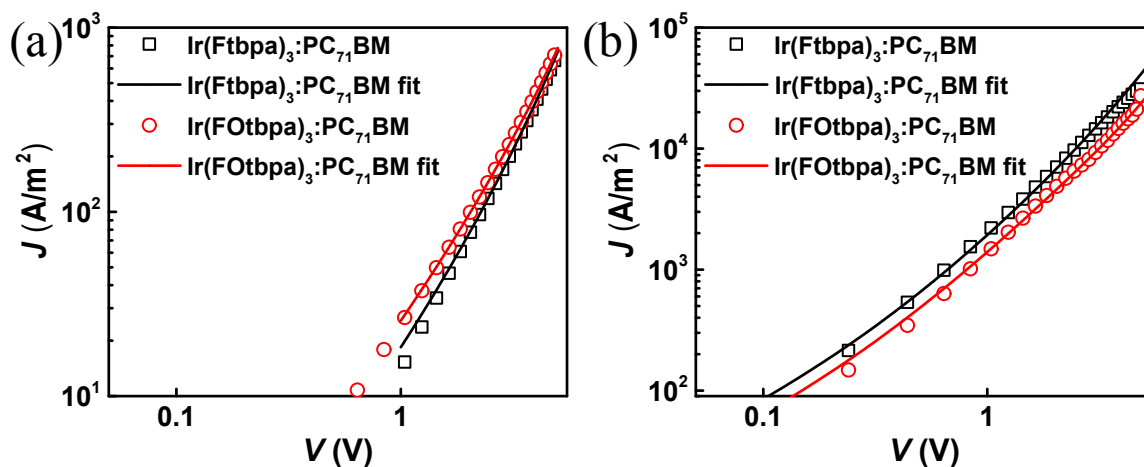 (a)
10³
10²
10¹
J (A/m²)
Ir(Ftbpa)₃:PC₇₁BM
Ir(Ftbpa)₃:PC₇₁BM fit
Ir(FOtbpa)₃:PC₇₁BM
Ir(FOtbpa)₃:PC₇₁BM fit
0.1
1
V (V)
(b)
10⁵
10⁴
10³
10²
J (A/m²)
Ir(Ftbpa)₃:PC₇₁BM
Ir(Ftbpa)₃:PC₇₁BM fit
Ir(FOtbpa)₃:PC₇₁BM
Ir(FOtbpa)₃:PC₇₁BM fit
0.1
1
V (V)